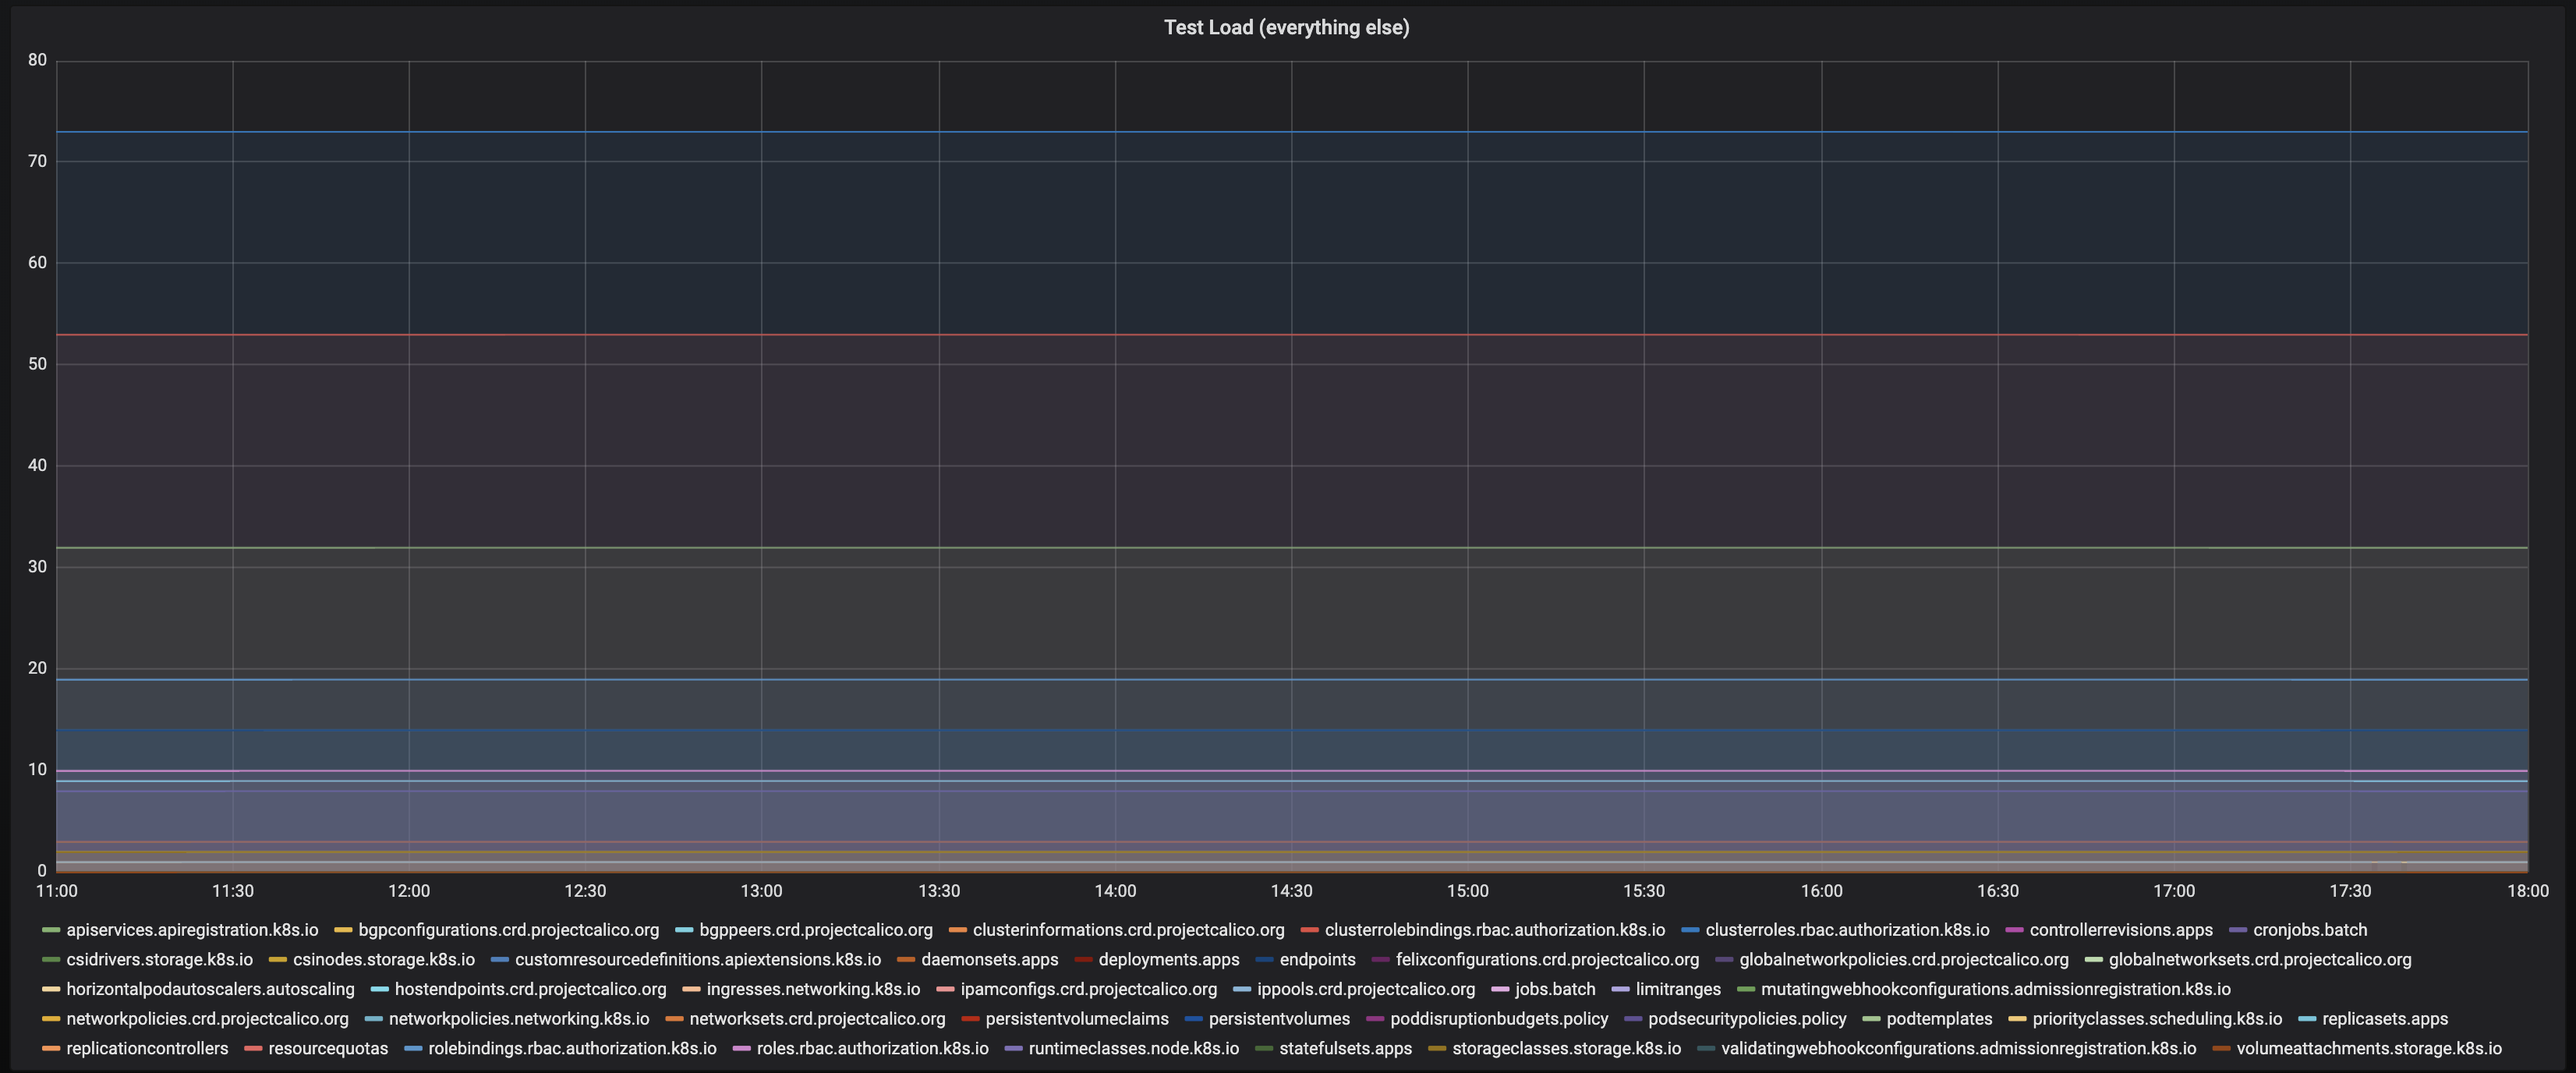 Test Load (everything else)
80
70
60
50
40
30
20
10
0
11:00 11:30 12:00 12:30 13:00 13:30 14:00 14:30 15:00 15:30 16:00 16:30 17:00 17:30 18:00
apiservices.apiregistration.k8s.io bgpconfigurations.crd.projectcalico.org bgppeers.crd.projectcalico.org clusterinformations.crd.projectcalico.org clusterrolebindings.rbac.authorization.k8s.io clusterroles.rbac.authorization.k8s.io controllerrevisions.apps cronjobs.batch
csidrivers.storage.k8s.io csinodes.storage.k8s.io customresourcedefinitions.apiextensions.k8s.io daemonsets.apps deployments.apps endpoints felixconfigurations.crd.projectcalico.org globalnetworkpolicies.crd.projectcalico.org globalnetworksets.crd.projectcalico.org
horizontalpodautoscalers.autoscaling hostendpoints.crd.projectcalico.org ingresses.networking.k8s.io ipamconfigs.crd.projectcalico.org ippools.crd.projectcalico.org jobs.batch limitranges mutatingwebhookconfigurations.admissionregistration.k8s.io
networkpolicies.crd.projectcalico.org networkpolicies.networking.k8s.io networksets.crd.projectcalico.org persistentvolumeclaims persistentvolumes poddisruptionbudgets.policy podsecuritypolicies.policy podtemplates priorityclasses.scheduling.k8s.io replicasets.apps
replicationcontrollers resourcequotas rolebindings.rbac.authorization.k8s.io roles.rbac.authorization.k8s.io runtimeclasses.node.k8s.io statefulsets.apps storageclasses.storage.k8s.io validatingwebhookconfigurations.admissionregistration.k8s.io volumeattachments.storage.k8s.io